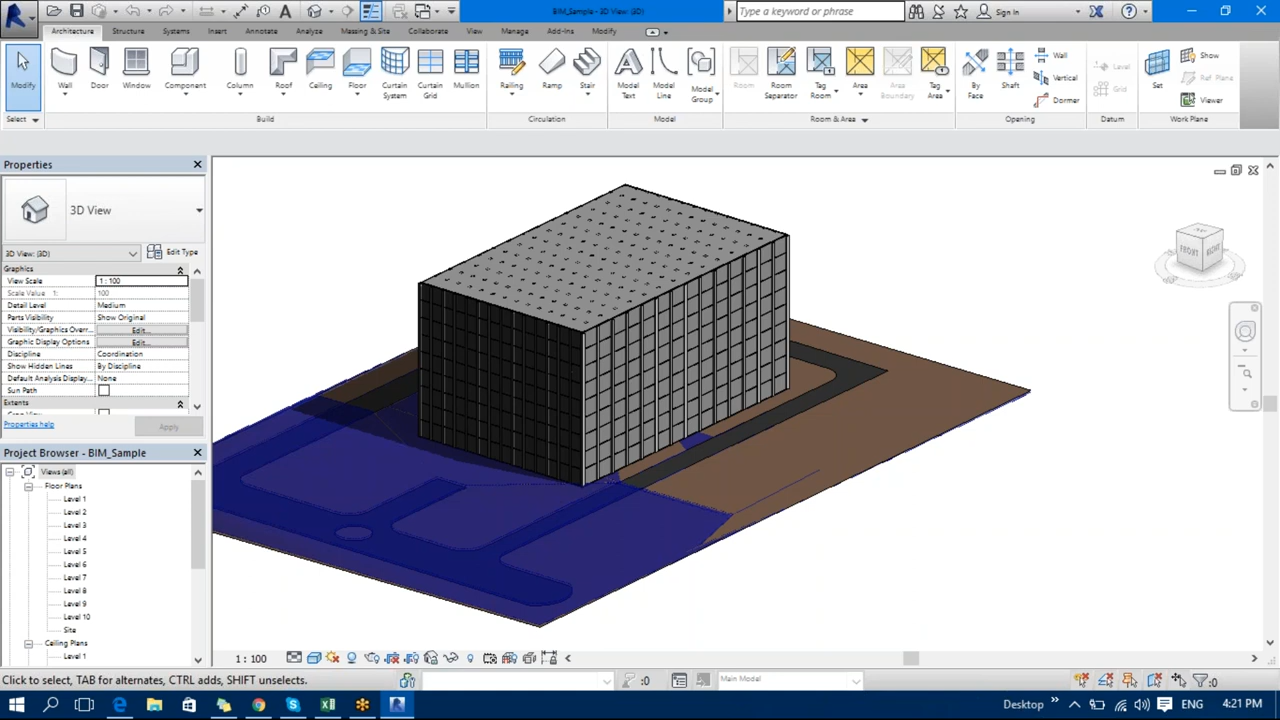 BIM_Sample - 3D View: {3D}
Type a keyword or phrase
Sign In
Architecture Structure Systems Insert Annotate Analyze Massing & Site Collaborate View Manage Add-Ins Modify
Modify
Wall
Door
Window
Component
Column
Roof
Ceiling
Floor
Curtain System
Curtain Grid
Mullion
Railing
Ramp
Stair
Model Text
Model Line
Model Group
Room
Room Separator
Tag Room
Area
Area Boundary
Tag Area
By Face
Shaft
Wall
Vertical
Dormer
Level
Grid
Set
Show
Ref Plane
Viewer
Select Build Circulation Model Room & Area Opening Datum Work Plane
Properties
3D View
3D View: {3D} Edit Type
Graphics
View Scale 1 : 100
Scale Value 1: 100
Detail Level Medium
Parts Visibility Show Original
Visibility/Graphics Overr... Edit...
Graphic Display Options Edit...
Discipline Coordination
Show Hidden Lines By Discipline
Default Analysis Display... None
Sun Path
Extents
Properties help Apply
Project Browser - BIM_Sample
Views (all)
Floor Plans
Level 1
Level 2
Level 3
Level 4
Level 5
Level 6
Level 7
Level 8
Level 9
Level 10
Site
Ceiling Plans
Level 1
FRONT RIGHT
1 : 100
Click to select, TAB for alternates, CTRL adds, SHIFT unselects.
:0
Main Model
:0
Desktop
ENG
4:21 PM